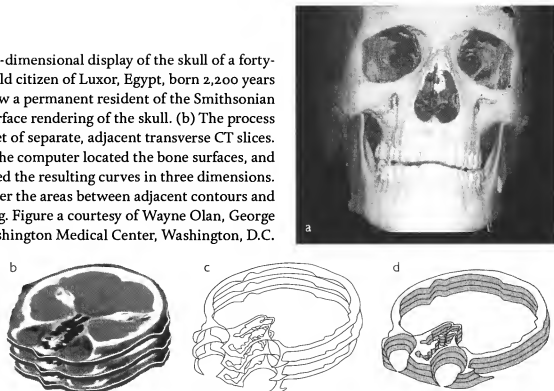 -dimensional display of the skull of a forty-
ld citizen of Luxor, Egypt, born 2,200 years
w a permanent resident of the Smithsonian
rface rendering of the skull. (b) The process
et of separate, adjacent transverse CT slices.
he computer located the bone surfaces, and
ed the resulting curves in three dimensions.
er the areas between adjacent contours and
g. Figure a courtesy of Wayne Olan, George
shington Medical Center, Washington, D.C.
a
b
c
d